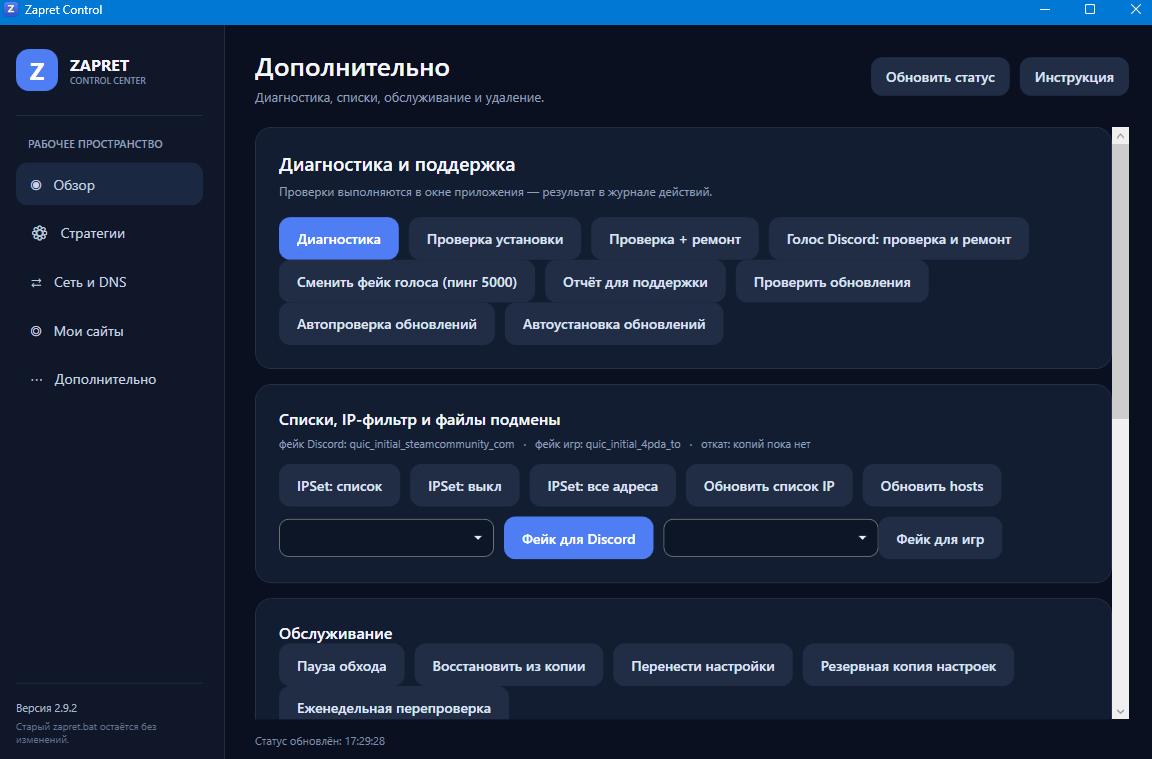 Z Zapret Control
Z
ZAPRET
CONTROL CENTER
РАБОЧЕЕ ПРОСТРАНСТВО
Обзор
Стратегии
Сеть и DNS
Мои сайты
Дополнительно
Версия 2.9.2
Старый zapret.bat остаётся без
изменений.
Дополнительно
Диагностика, списки, обслуживание и удаление.
Обновить статус Инструкция
Диагностика и поддержка
Проверки выполняются в окне приложения — результат в журнале действий.
Диагностика Проверка установки Проверка + ремонт Голос Discord: проверка и ремонт
Сменить фейк голоса (пинг 5000) Отчёт для поддержки Проверить обновления
Автопроверка обновлений Автоустановка обновлений
Списки, IP-фильтр и файлы подмены
фейк Discord: quic_initial_steamcommunity_com · фейк игр: quic_initial_4pda_to · откат: копий пока нет
IPSet: список IPSet: выкл IPSet: все адреса Обновить список IP Обновить hosts
Фейк для Discord Фейк для игр
Обслуживание
Пауза обхода Восстановить из копии Перенести настройки Резервная копия настроек
Еженедельная перепроверка
Статус обновлён: 17:29:28